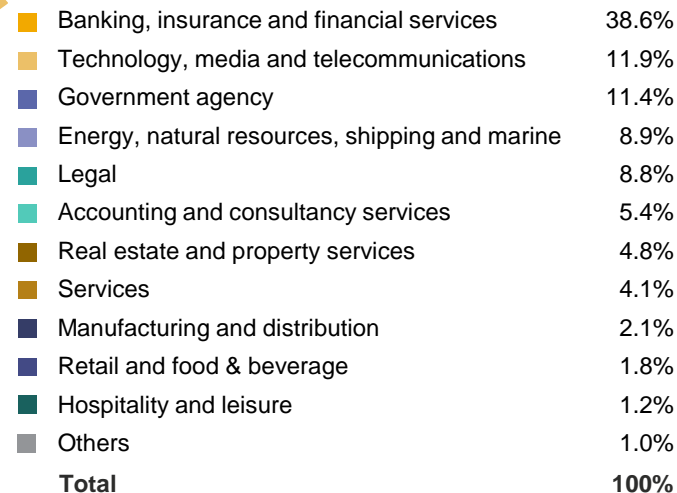 Banking, insurance and financial services 38.6%
Technology, media and telecommunications 11.9%
Government agency 11.4%
Energy, natural resources, shipping and marine 8.9%
Legal 8.8%
Accounting and consultancy services 5.4%
Real estate and property services 4.8%
Services 4.1%
Manufacturing and distribution 2.1%
Retail and food & beverage 1.8%
Hospitality and leisure 1.2%
Others 1.0%
Total 100%